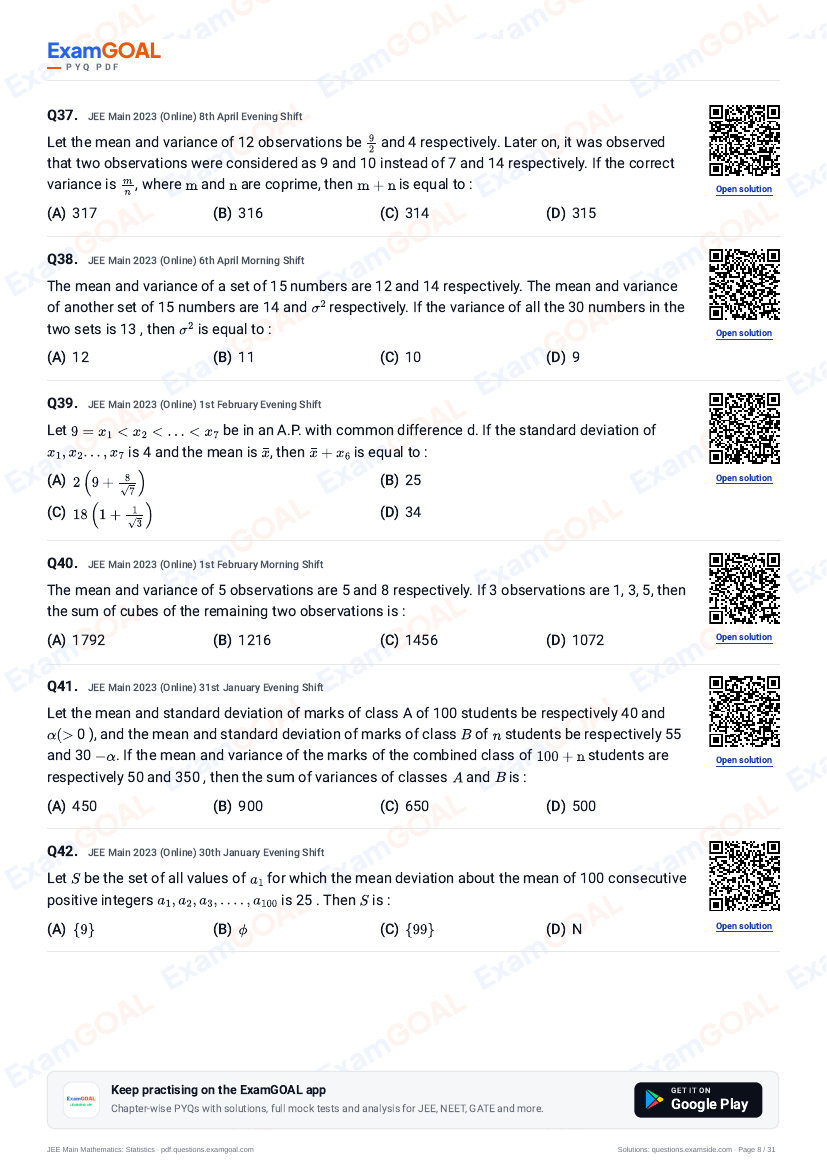 ExamGOAL
PYQ PDF
Q37. JEE Main 2023 (Online) 8th April Evening Shift
Let the mean and variance of 12 observations be 9/2 and 4 respectively. Later on, it was observed
that two observations were considered as 9 and 10 instead of 7 and 14 respectively. If the correct
variance is m/n, where m and n are coprime, then m + n is equal to :
(A) 317 (B) 316 (C) 314 (D) 315
Open solution
Q38. JEE Main 2023 (Online) 6th April Morning Shift
The mean and variance of a set of 15 numbers are 12 and 14 respectively. The mean and variance
of another set of 15 numbers are 14 and σ² respectively. If the variance of all the 30 numbers in the
two sets is 13 , then σ² is equal to :
(A) 12 (B) 11 (C) 10 (D) 9
Open solution
Q39. JEE Main 2023 (Online) 1st February Evening Shift
Let 9 = x₁ < x₂ < … < x₇ be in an A.P. with common difference d. If the standard deviation of
x₁, x₂…, x₇ is 4 and the mean is x̄, then x̄ + x₆ is equal to :
(A) 2(9 + 8/√7) (B) 25
(C) 18(1 + 1/√3) (D) 34
Open solution
Q40. JEE Main 2023 (Online) 1st February Morning Shift
The mean and variance of 5 observations are 5 and 8 respectively. If 3 observations are 1, 3, 5, then
the sum of cubes of the remaining two observations is :
(A) 1792 (B) 1216 (C) 1456 (D) 1072
Open solution
Q41. JEE Main 2023 (Online) 31st January Evening Shift
Let the mean and standard deviation of marks of class A of 100 students be respectively 40 and
α(> 0 ), and the mean and standard deviation of marks of class B of n students be respectively 55
and 30 −α. If the mean and variance of the marks of the combined class of 100 + n students are
respectively 50 and 350 , then the sum of variances of classes A and B is :
(A) 450 (B) 900 (C) 650 (D) 500
Open solution
Q42. JEE Main 2023 (Online) 30th January Evening Shift
Let S be the set of all values of a₁ for which the mean deviation about the mean of 100 consecutive
positive integers a₁, a₂, a₃, . . . . , a₁₀₀ is 25 . Then S is :
(A) {9} (B) ϕ (C) {99} (D) N
Open solution
ExamGOAL
Keep practising on the ExamGOAL app
Chapter-wise PYQs with solutions, full mock tests and analysis for JEE, NEET, GATE and more.
GET IT ON
Google Play
JEE Main Mathematics: Statistics · pdf.questions.examgoal.com
Solutions: questions.examside.com · Page 8 / 31